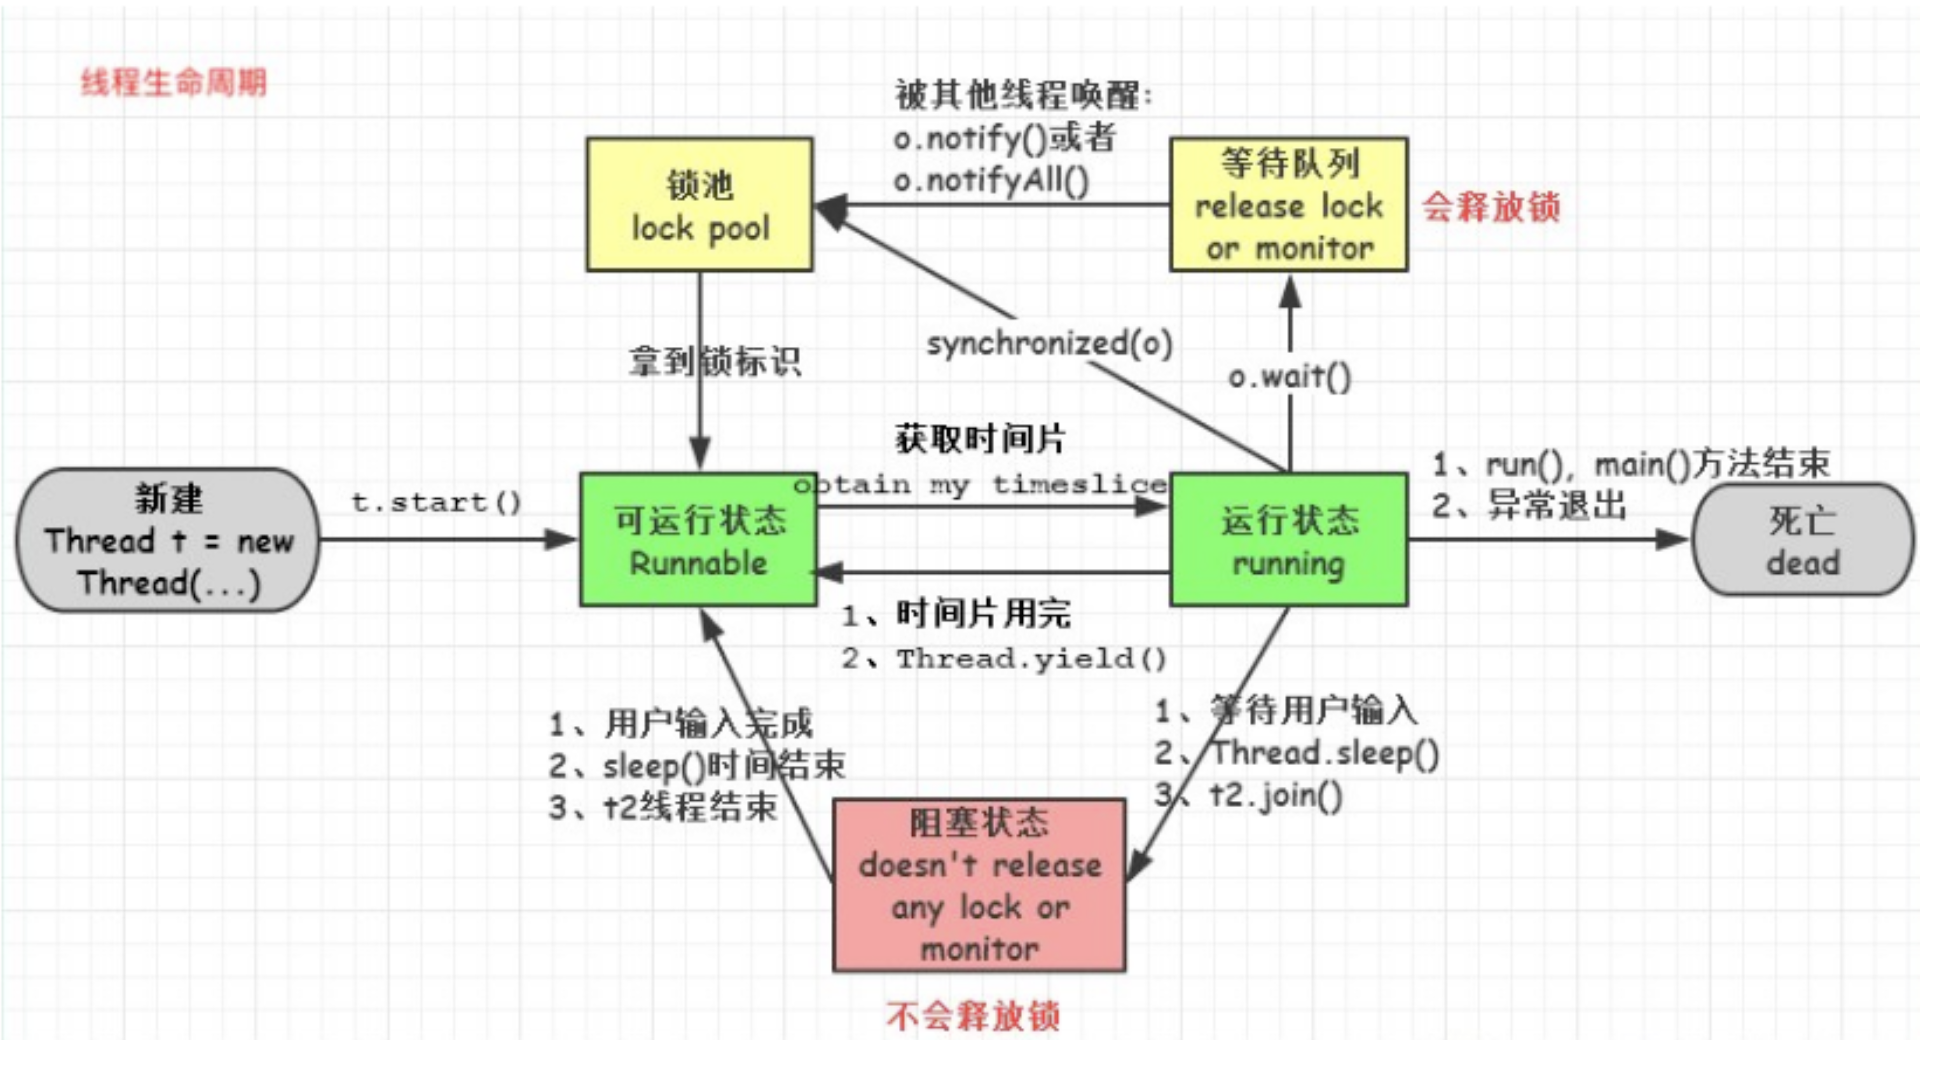 线程生命周期
被其他线程唤醒:
o.notify()或者
o.notifyAll()
锁池
lock pool
等待队列
release lock
or monitor
会释放锁
拿到锁标识
synchronized(o)
o.wait()
新建
Thread t = new
Thread(...)
t.start()
可运行状态
Runnable
获取时间片
obtain my timeslice
运行状态
running
1、run(), main()方法结束
2、异常退出
死亡
dead
1、时间片用完
2、Thread.yield()
1、用户输入完成
2、sleep()时间结束
3、t2线程结束
1、等待用户输入
2、Thread.sleep()
3、t2.join()
阻塞状态
doesn't release
any lock or
monitor
不会释放锁